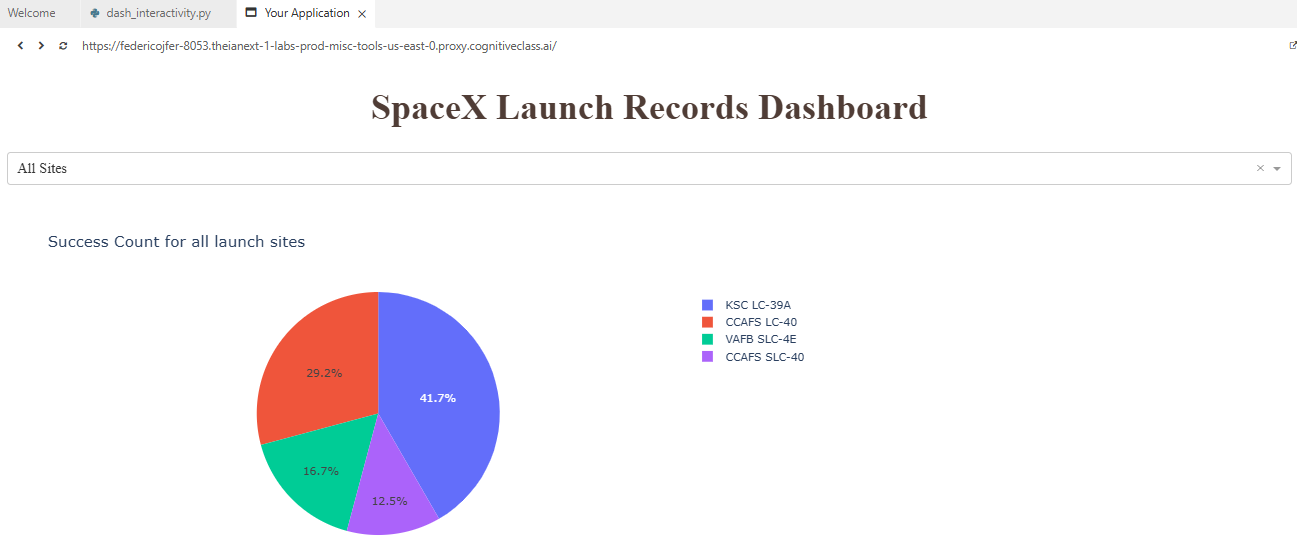 Welcome dash_interactivity.py Your Application
https://federicojfer-8053.theianext-1-labs-prod-misc-tools-us-east-0.proxy.cognitiveclass.ai/
SpaceX Launch Records Dashboard
All Sites
Success Count for all launch sites
KSC LC-39A
CCAFS LC-40
VAFB SLC-4E
CCAFS SLC-40
29.2%
41.7%
16.7%
12.5%